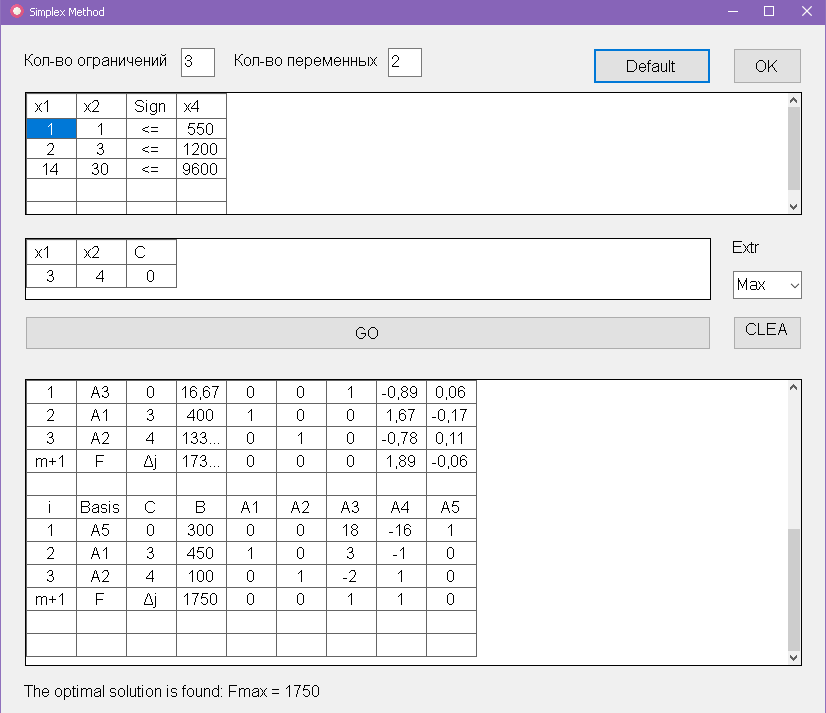 Simplex Method
Кол-во ограничений 3 Кол-во переменных 2 Default OK
x1 x2 Sign x4
1 1 <= 550
2 3 <= 1200
14 30 <= 9600
x1 x2 C
3 4 0
Extr
Max
GO CLEA
1 A3 0 16,67 0 0 1 -0,89 0,06
2 A1 3 400 1 0 0 1,67 -0,17
3 A2 4 133... 0 1 0 -0,78 0,11
m+1 F Δj 173... 0 0 0 1,89 -0,06
i Basis C B A1 A2 A3 A4 A5
1 A5 0 300 0 0 18 -16 1
2 A1 3 450 1 0 3 -1 0
3 A2 4 100 0 1 -2 1 0
m+1 F Δj 1750 0 0 1 1 0
The optimal solution is found: Fmax = 1750